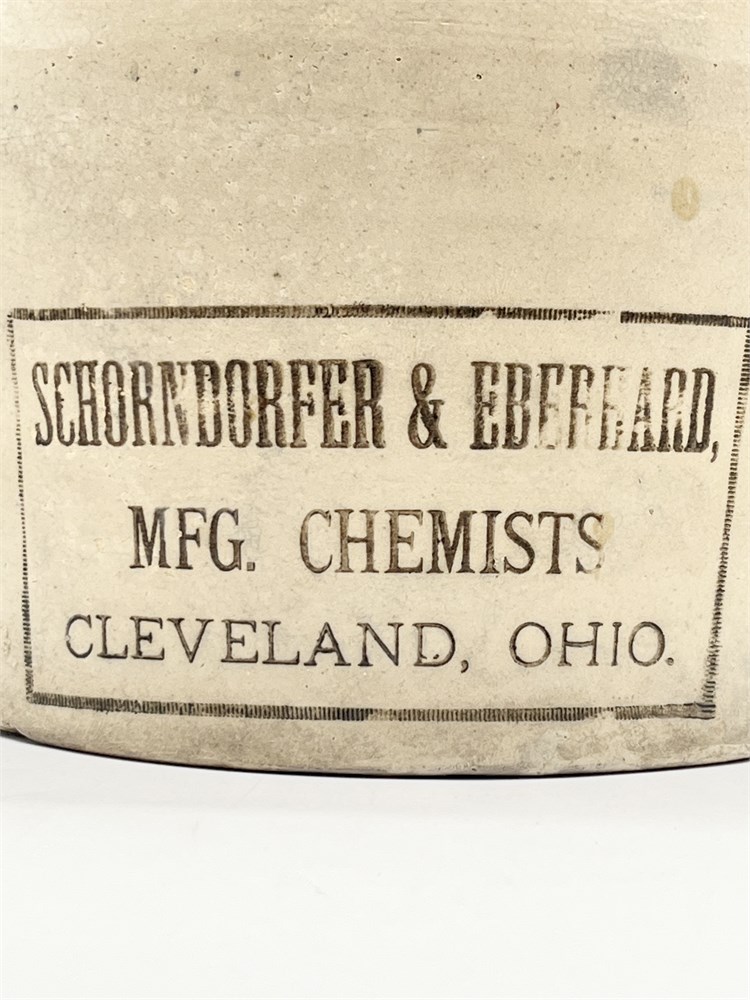 SCHORNDORFER & EBERHARD,
MFG. CHEMISTS
CLEVELAND, OHIO.